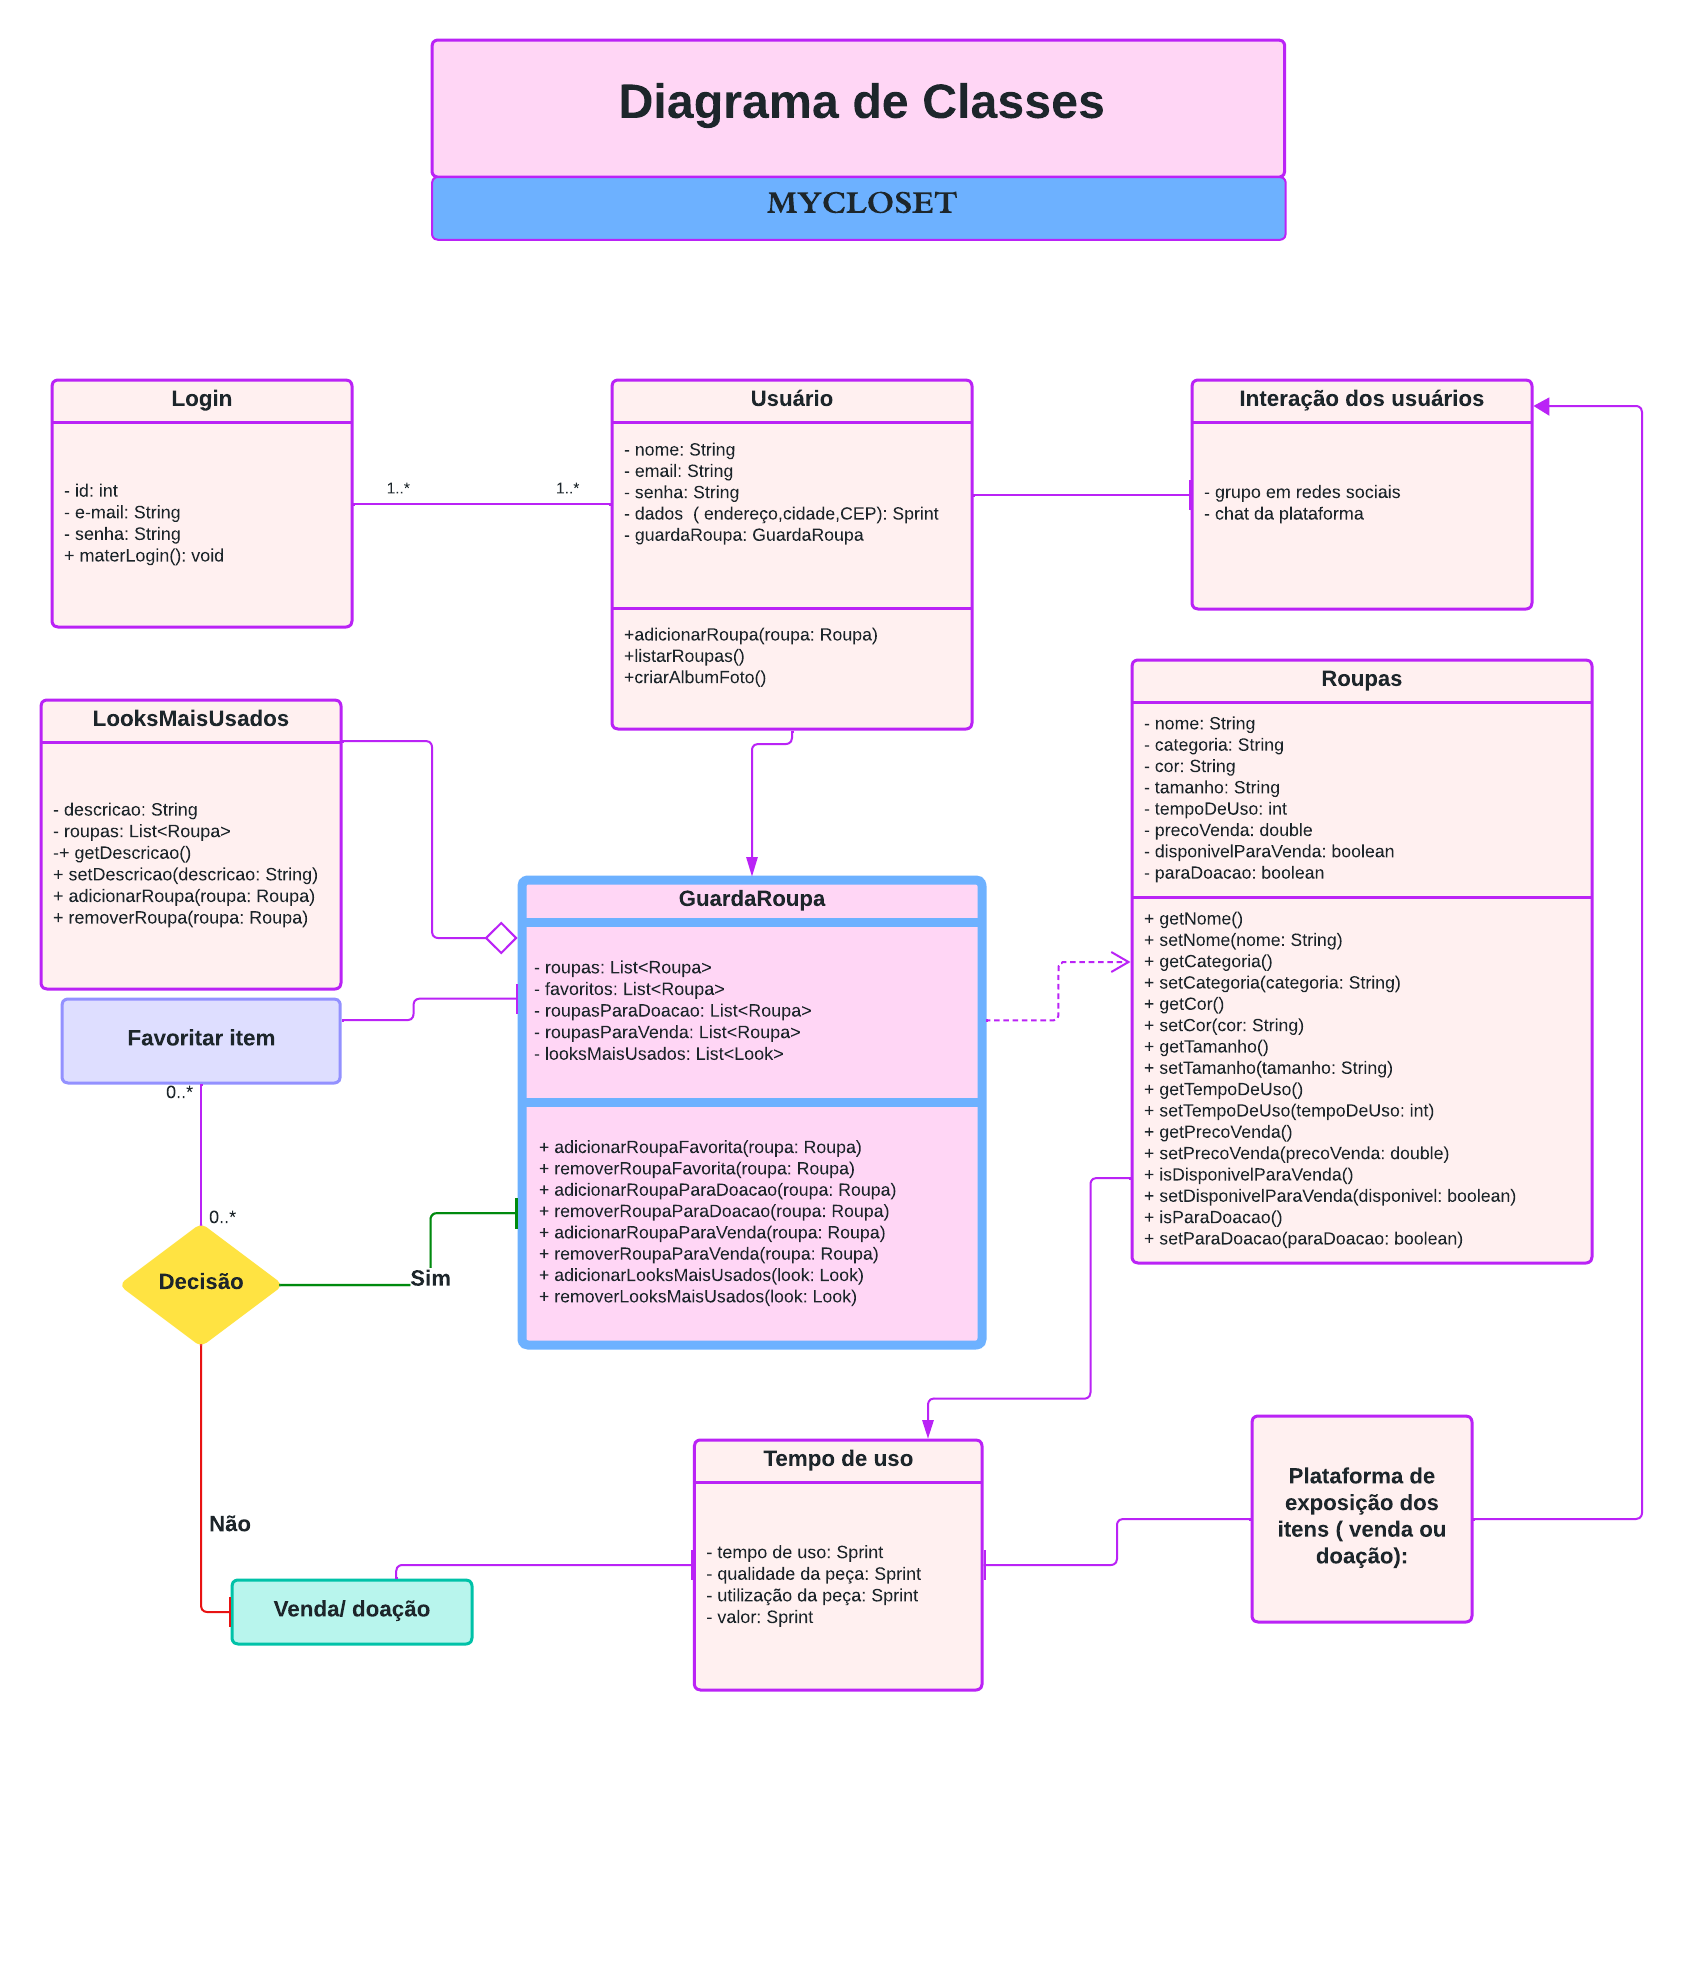 Diagrama de Classes
MYCLOSET
Login
- id: int
- e-mail: String
- senha: String
+ materLogin(): void
1..*
1..*
Usuário
- nome: String
- email: String
- senha: String
- dados  ( endereço,cidade,CEP): Sprint
- guardaRoupa: GuardaRoupa
+adicionarRoupa(roupa: Roupa)
+listarRoupas()
+criarAlbumFoto()
Interação dos usuários
- grupo em redes sociais
- chat da plataforma
LooksMaisUsados
- descricao: String
- roupas: List<Roupa>
-+ getDescricao()
+ setDescricao(descricao: String)
+ adicionarRoupa(roupa: Roupa)
+ removerRoupa(roupa: Roupa)
Roupas
- nome: String
- categoria: String
- cor: String
- tamanho: String
- tempoDeUso: int
- precoVenda: double
- disponivelParaVenda: boolean
- paraDoacao: boolean
+ getNome()
+ setNome(nome: String)
+ getCategoria()
+ setCategoria(categoria: String)
+ getCor()
+ setCor(cor: String)
+ getTamanho()
+ setTamanho(tamanho: String)
+ getTempoDeUso()
+ setTempoDeUso(tempoDeUso: int)
+ getPrecoVenda()
+ setPrecoVenda(precoVenda: double)
+ isDisponivelParaVenda()
+ setDisponivelParaVenda(disponivel: boolean)
+ isParaDoacao()
+ setParaDoacao(paraDoacao: boolean)
GuardaRoupa
- roupas: List<Roupa>
- favoritos: List<Roupa>
- roupasParaDoacao: List<Roupa>
- roupasParaVenda: List<Roupa>
- looksMaisUsados: List<Look>
+ adicionarRoupaFavorita(roupa: Roupa)
+ removerRoupaFavorita(roupa: Roupa)
+ adicionarRoupaParaDoacao(roupa: Roupa)
+ removerRoupaParaDoacao(roupa: Roupa)
+ adicionarRoupaParaVenda(roupa: Roupa)
+ removerRoupaParaVenda(roupa: Roupa)
+ adicionarLooksMaisUsados(look: Look)
+ removerLooksMaisUsados(look: Look)
Favoritar item
0..*
0..*
Decisão
Sim
Não
Venda/ doação
Tempo de uso
- tempo de uso: Sprint
- qualidade da peça: Sprint
- utilização da peça: Sprint
- valor: Sprint
Plataforma de
exposição dos
itens ( venda ou
doação):